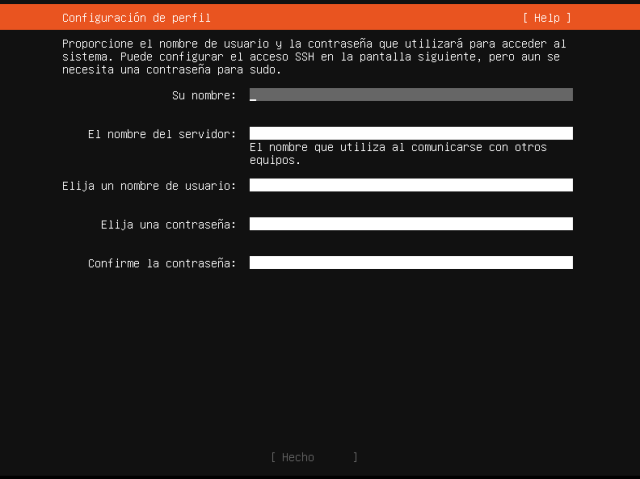 Configuración de perfil [ Help ]
Proporcione el nombre de usuario y la contraseña que utilizará para acceder al
sistema. Puede configurar el acceso SSH en la pantalla siguiente, pero aun se
necesita una contraseña para sudo.
Su nombre:
El nombre del servidor:
El nombre que utiliza al comunicarse con otros
equipos.
Elija un nombre de usuario:
Elija una contraseña:
Confirme la contraseña:
[ Hecho ]